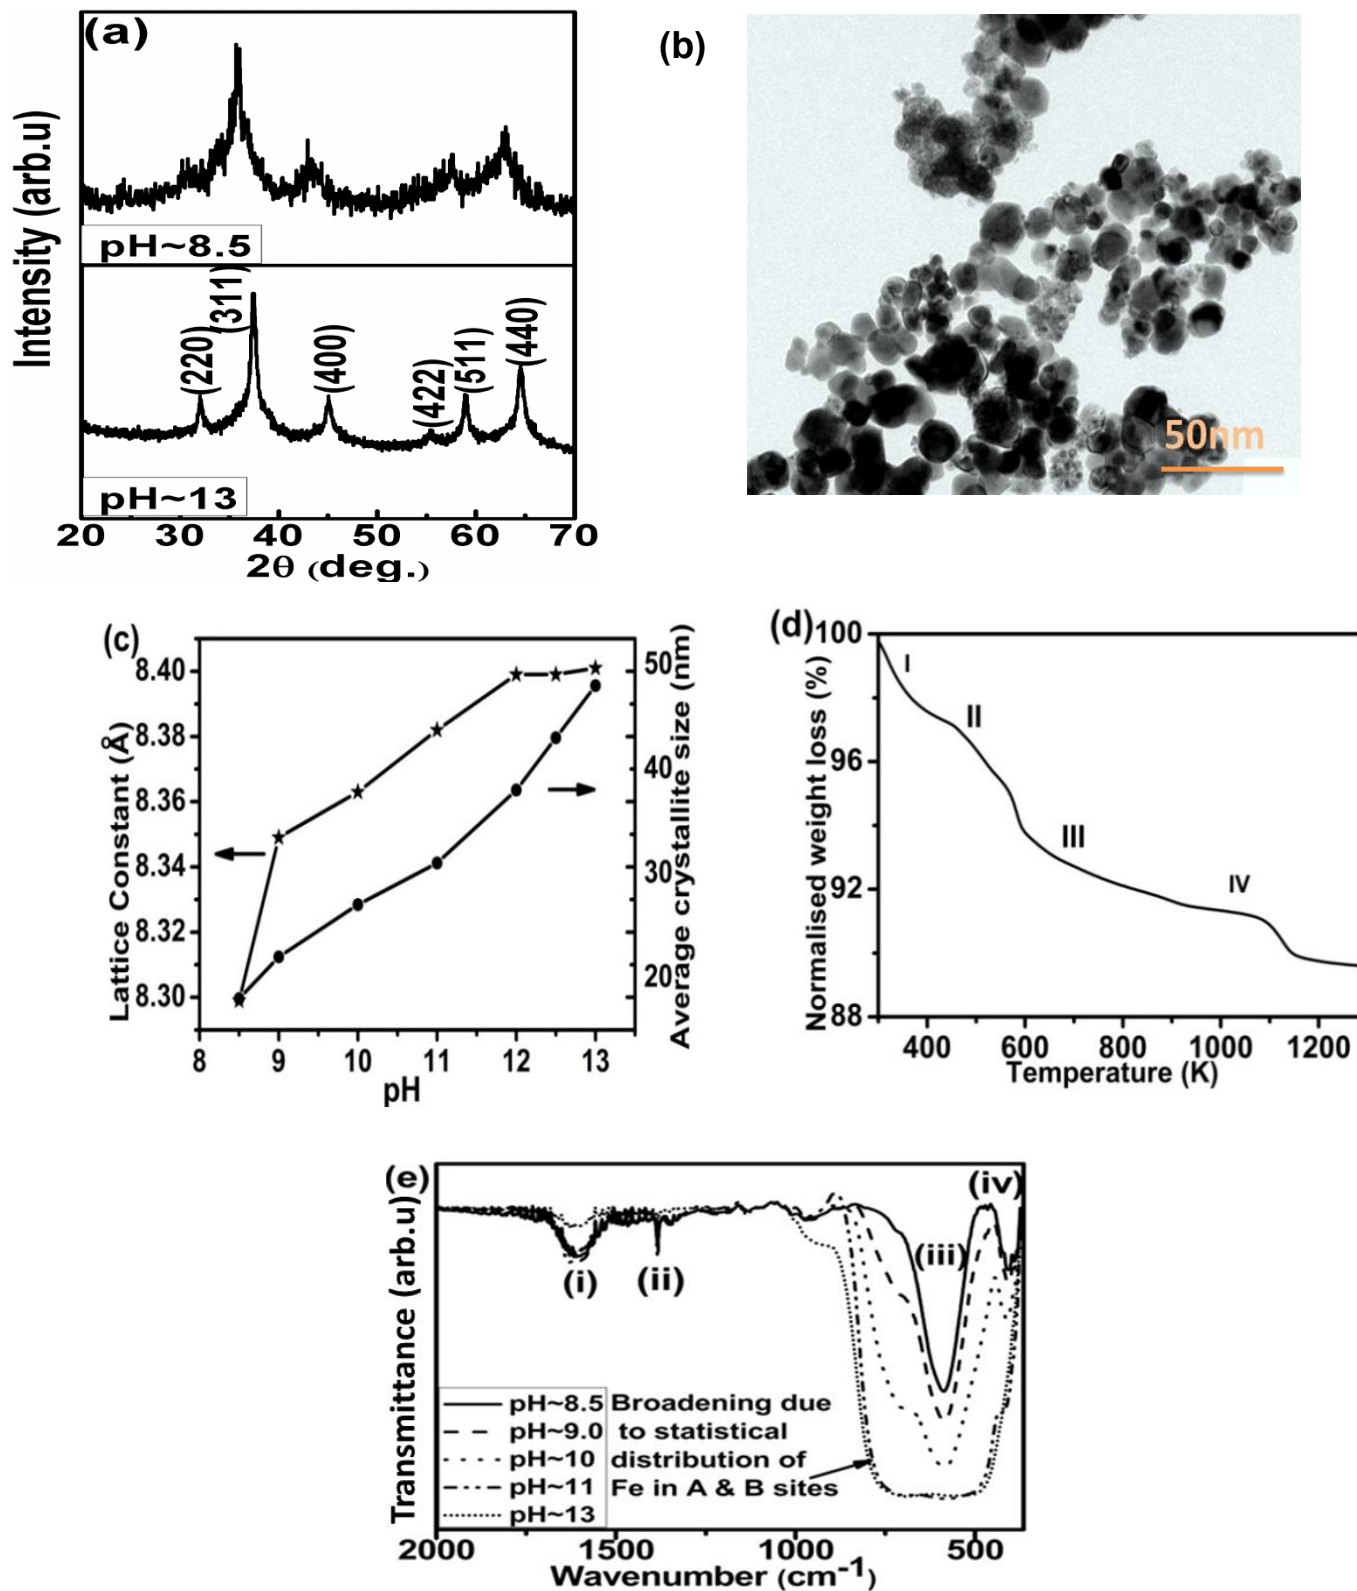 (a)
Intensity (arb.u)
pH~8.5
(220)
(311)
(400)
(422)
(511)
(440)
pH~13
20 30 40 50 60 70
2θ (deg.)
(b)
50nm
(c)
Lattice Constant (Å)
8.40
8.38
8.36
8.34
8.32
8.30
8 9 10 11 12 13
pH
50
40
30
20
Average crystallite size (nm)
(d)
Normalised weight loss (%)
100
96
92
88
I
II
III
IV
400 600 800 1000 1200
Temperature (K)
(e)
Transmittance (arb.u)
(i)
(ii)
(iii)
(iv)
pH~8.5 Broadening due
pH~9.0 to statistical
pH~10 distribution of
pH~11 Fe in A & B sites
pH~13
2000 1500 1000 500
Wavenumber (cm⁻¹)